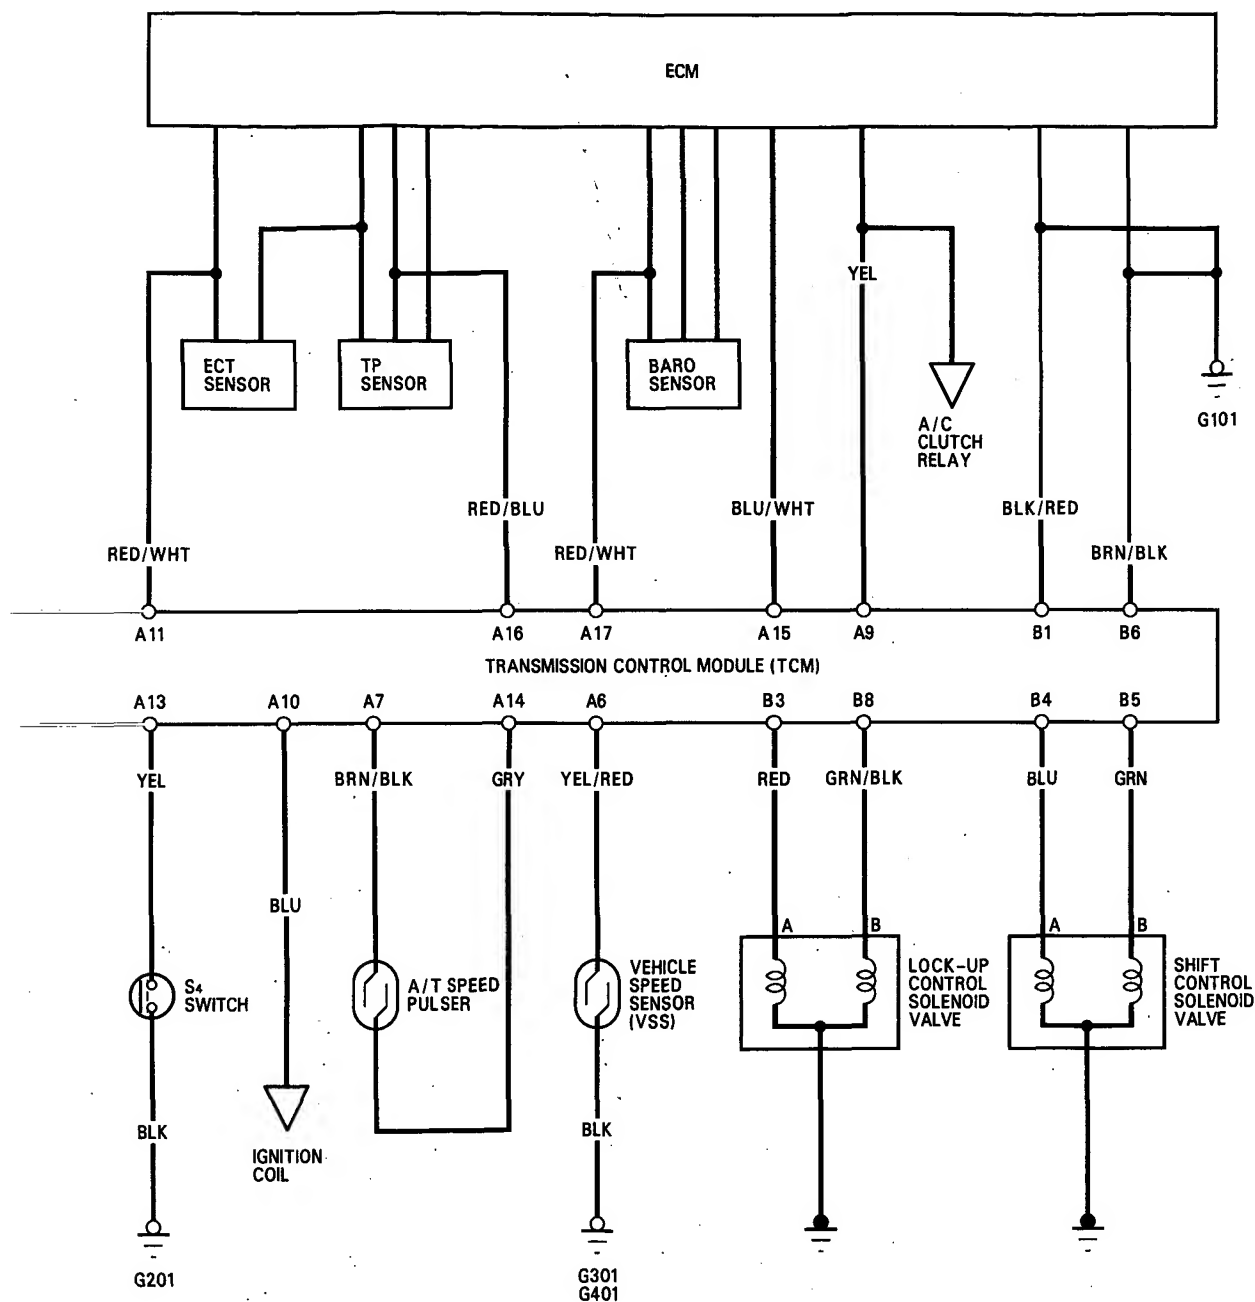 ECM
YEL
ECT
SENSOR
TP
SENSOR
BARO
SENSOR
A/C
CLUTCH
RELAY
G101
RED/WHT
RED/BLU
RED/WHT
BLU/WHT
BLK/RED
BRN/BLK
A11
A16
A17
A15
A9
B1
B6
TRANSMISSION CONTROL MODULE (TCM)
A13
A10
A7
A14
A6
B3
B8
B4
B5
YEL
BRN/BLK
GRY
YEL/RED
RED
GRN/BLK
BLU
GRN
BLU
A
B
A
B
S4
SWITCH
A/T SPEED
PULSER
VEHICLE
SPEED
SENSOR
(VSS)
LOCK-UP
CONTROL
SOLENOID
VALVE
SHIFT
CONTROL
SOLENOID
VALVE
BLK
IGNITION
COIL
BLK
G201
G301
G401